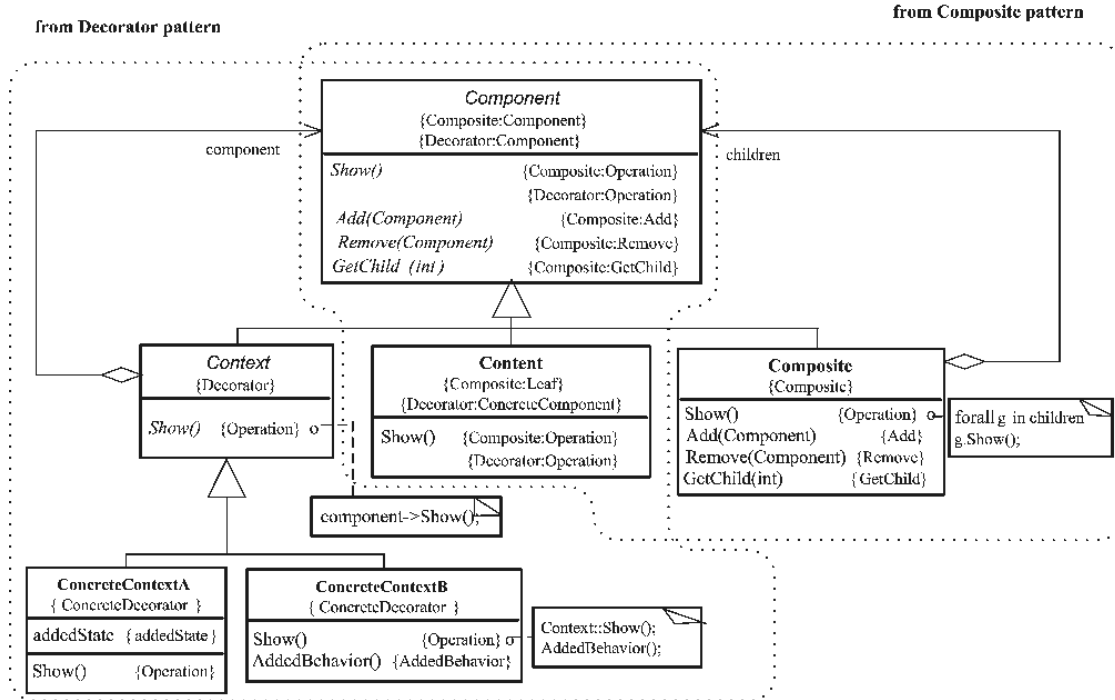 from Decorator pattern
from Composite pattern
Component
{Composite:Component}
{Decorator:Component}
component
children
Show() {Composite:Operation}
{Decorator:Operation}
Add(Component) {Composite:Add}
Remove(Component) {Composite:Remove}
GetChild (int) {Composite:GetChild}
Context
{Decorator}
Show() {Operation}
component->Show();
Content
{Composite:Leaf}
{Decorator:ConcreteComponent}
Show() {Composite:Operation}
{Decorator:Operation}
Composite
{Composite}
Show() {Operation}
Add(Component) {Add}
Remove(Component) {Remove}
GetChild(int) {GetChild}
forall g in children
g.Show();
ConcreteContextA
{ ConcreteDecorator }
addedState {addedState}
Show() {Operation}
ConcreteContextB
{ ConcreteDecorator }
Show() {Operation}
AddedBehavior() {AddedBehavior}
Context::Show();
AddedBehavior();